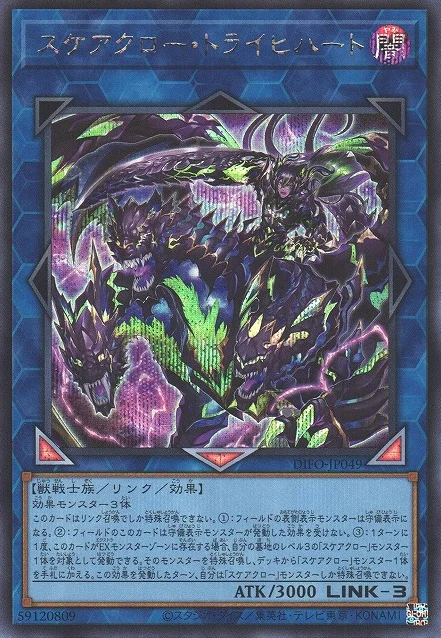 スケアクロー・トライヒハート
闇
DIFO-JP049
【獣戦士族／リンク／効果】
効果モンスター３体
このカードはリンク召喚でしか特殊召喚できない。①：フィールドの表側表示モンスターは守備表示に
なる。②：フィールドのこのカードは守備表示モンスターが発動した効果を受けない。③：１ターンに
１度、このカードがEXモンスターゾーンに存在する場合、自分の墓地のレベル３の「スケアクロー」モンスター
１体を対象として発動できる。そのモンスターを特殊召喚し、デッキから「スケアクロー」モンスター１体
を手札に加える。この効果を発動したターン、自分は「スケアクロー」モンスターしか特殊召喚できない。
ATK/3000 LINK-3
59120809 ©スタジオ・ダイス／集英社・テレビ東京・KONAMI